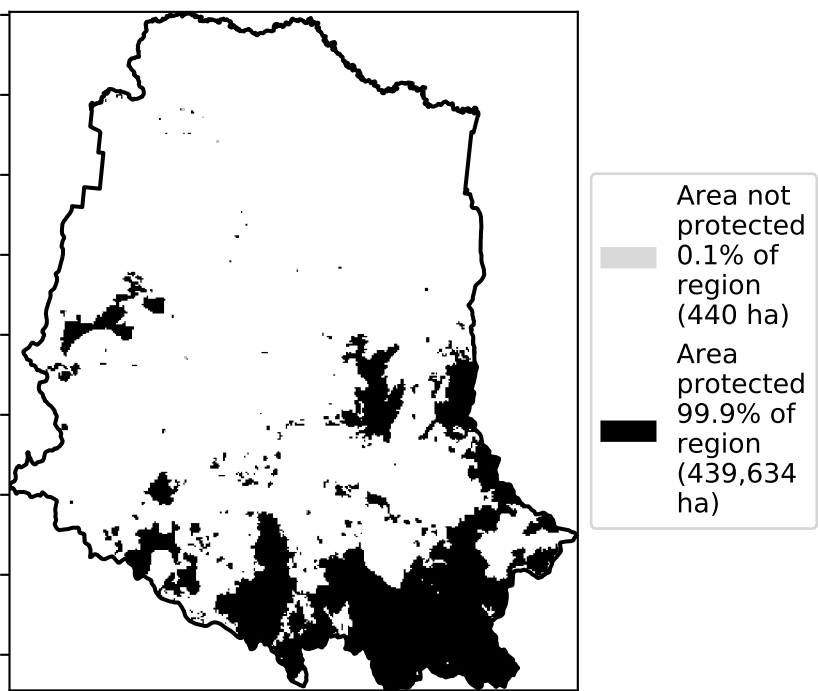 Area not
protected
0.1% of
region
(440 ha)
Area
protected
99.9% of
region
(439,634
ha)